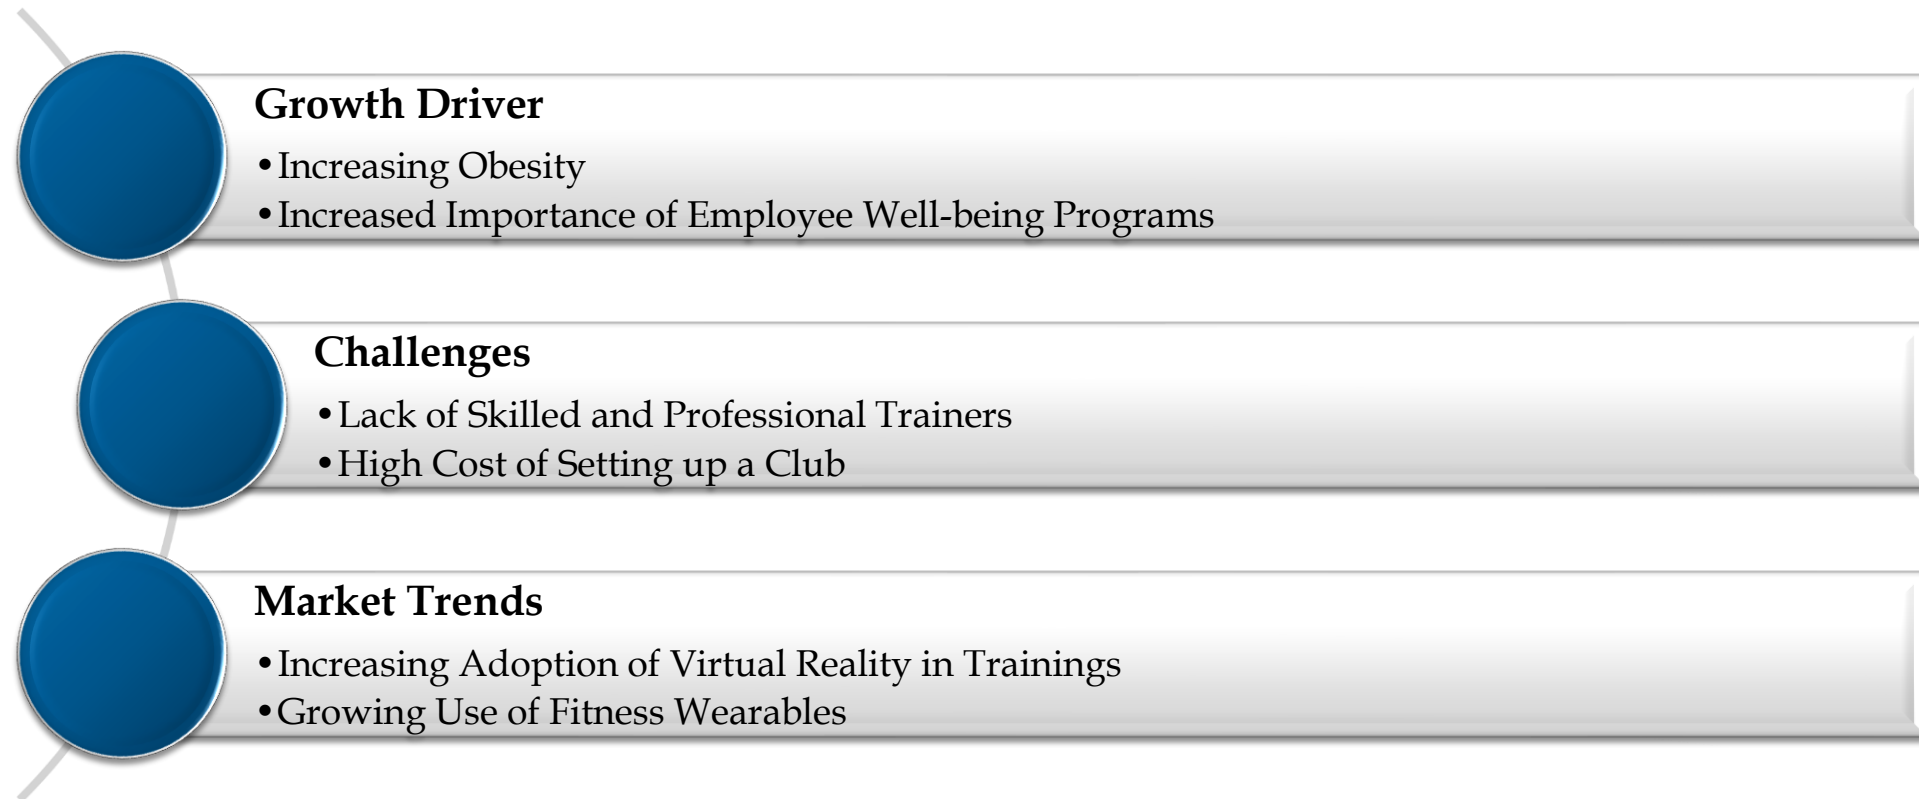 Growth Driver
•Increasing Obesity
•Increased Importance of Employee Well-being Programs
Challenges
•Lack of Skilled and Professional Trainers
•High Cost of Setting up a Club
Market Trends
•Increasing Adoption of Virtual Reality in Trainings
•Growing Use of Fitness Wearables